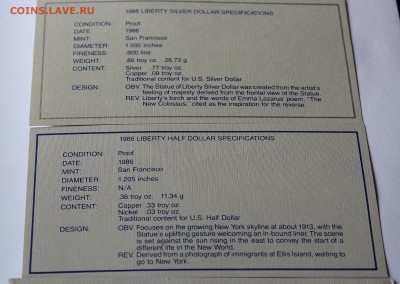 COINS.LAVE.RU
1986 LIBERTY SILVER DOLLAR SPECIFICATIONS
CONDITION: Proof
DATE: 1986
MINT: San Francisco
DIAMETER: 1.500 inches
FINENESS: .900 fine
WEIGHT: .86 troy oz. 26.73 g
CONTENT: Silver .77 troy oz.
Copper .09 troy oz.
Traditional content for U.S. Silver Dollar
DESIGN: OBV. The Statue of Liberty Silver Dollar was created from the artist's
feeling of majesty derived from the frontal view of the Statue.
REV. Liberty's torch and the words of Emma Lazarus' poem, "The
New Colossus," cited as the inspiration for the reverse.
1986 LIBERTY HALF DOLLAR SPECIFICATIONS
CONDITION: Proof
DATE: 1986
MINT: San Francisco
DIAMETER: 1.205 inches
FINENESS: N/A
WEIGHT: .36 troy oz. 11.34 g
CONTENT: Copper .33 troy oz.
Nickel .03 troy oz.
Traditional content for U.S. Half Dollar
DESIGN: OBV. Focuses on the growing New York skyline at about 1913, with the
Statue's uplifting gesture welcoming an in-bound liner. The scene
is set against the sun rising in the east to convey the start of a
different life in the New World.
REV. Derived from a photograph of immigrants at Ellis Island, waiting to
go to New York.